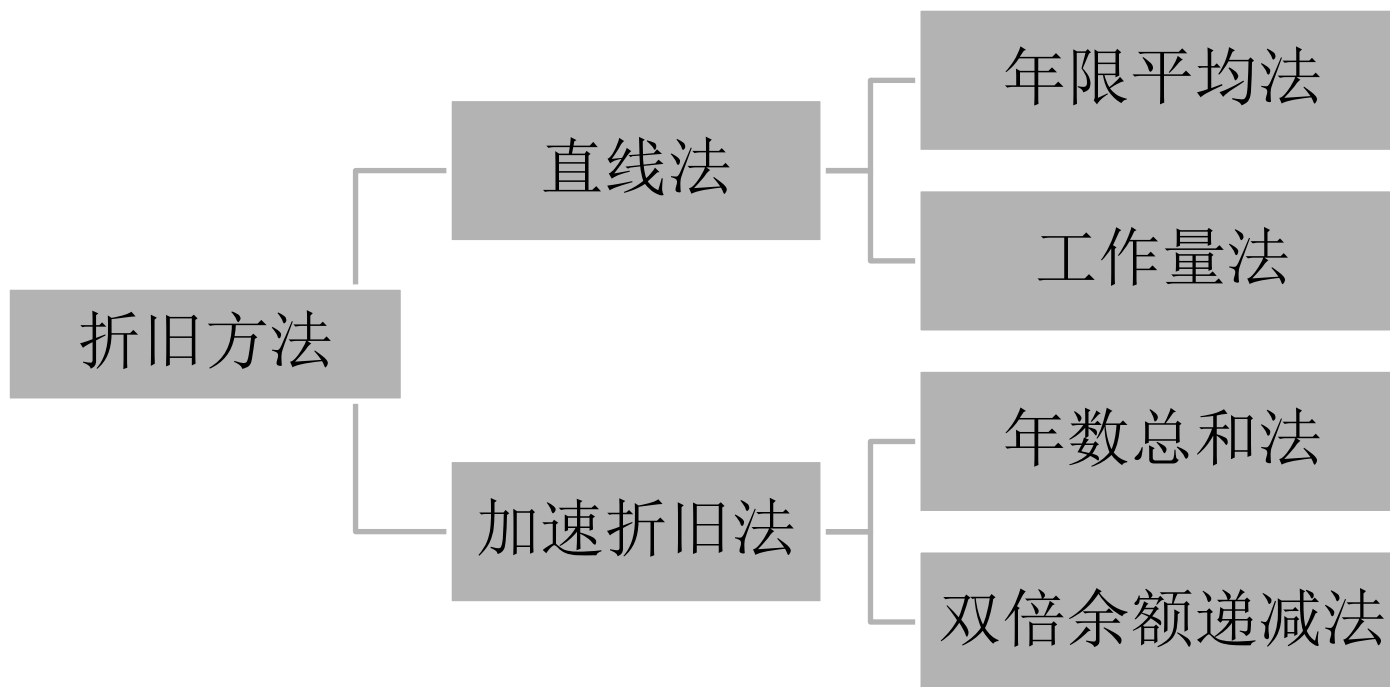 折旧方法
直线法
年限平均法
工作量法
加速折旧法
年数总和法
双倍余额递减法